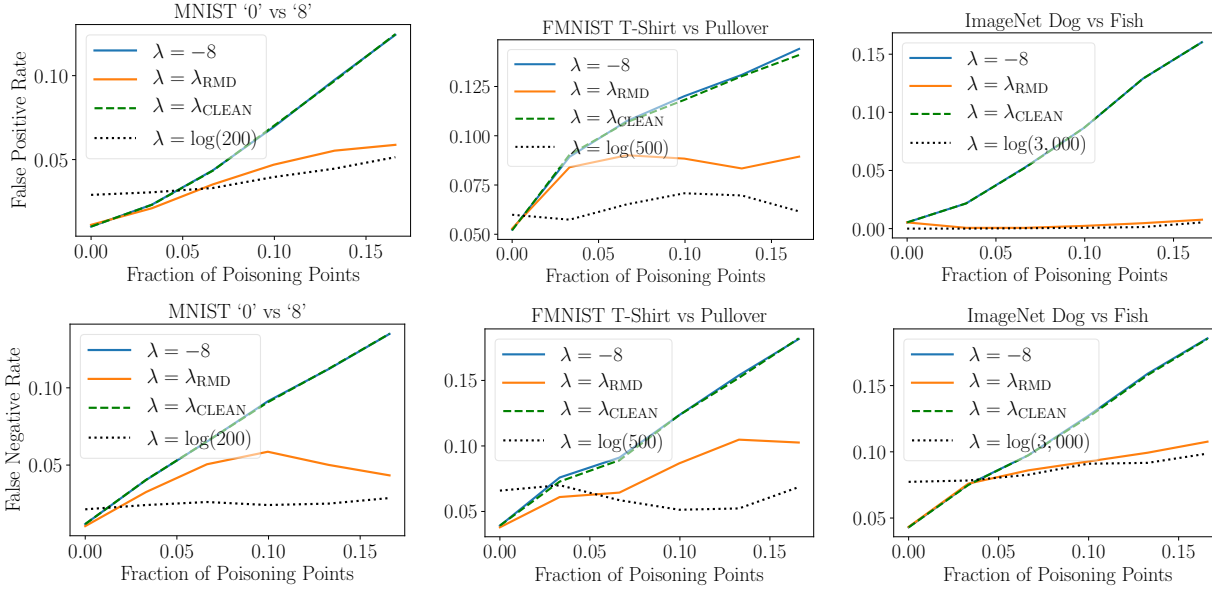 MNIST ‘0’ vs ‘8’
False Positive Rate
0.10
0.05
λ = −8
λ = λRMD
λ = λCLEAN
λ = log(200)
0.00 0.05 0.10 0.15
Fraction of Poisoning Points
FMNIST T-Shirt vs Pullover
0.125
0.100
0.075
0.050
λ = −8
λ = λRMD
λ = λCLEAN
λ = log(500)
0.00 0.05 0.10 0.15
Fraction of Poisoning Points
ImageNet Dog vs Fish
0.15
0.10
0.05
0.00
λ = −8
λ = λRMD
λ = λCLEAN
λ = log(3, 000)
0.00 0.05 0.10 0.15
Fraction of Poisoning Points
MNIST ‘0’ vs ‘8’
False Negative Rate
0.10
0.05
λ = −8
λ = λRMD
λ = λCLEAN
λ = log(200)
0.00 0.05 0.10 0.15
Fraction of Poisoning Points
FMNIST T-Shirt vs Pullover
0.15
0.10
0.05
λ = −8
λ = λRMD
λ = λCLEAN
λ = log(500)
0.00 0.05 0.10 0.15
Fraction of Poisoning Points
ImageNet Dog vs Fish
0.15
0.10
0.05
λ = −8
λ = λRMD
λ = λCLEAN
λ = log(3, 000)
0.00 0.05 0.10 0.15
Fraction of Poisoning Points